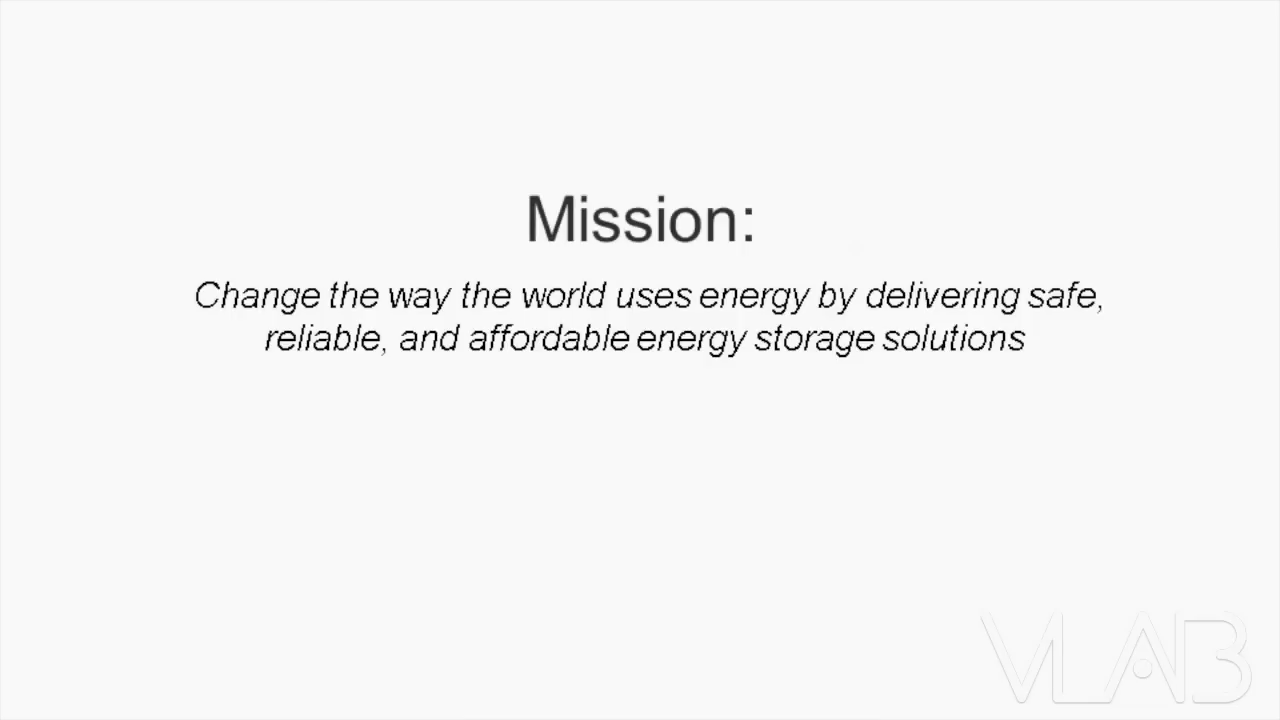 Mission:
Change the way the world uses energy by delivering safe,
reliable, and affordable energy storage solutions
VLAB